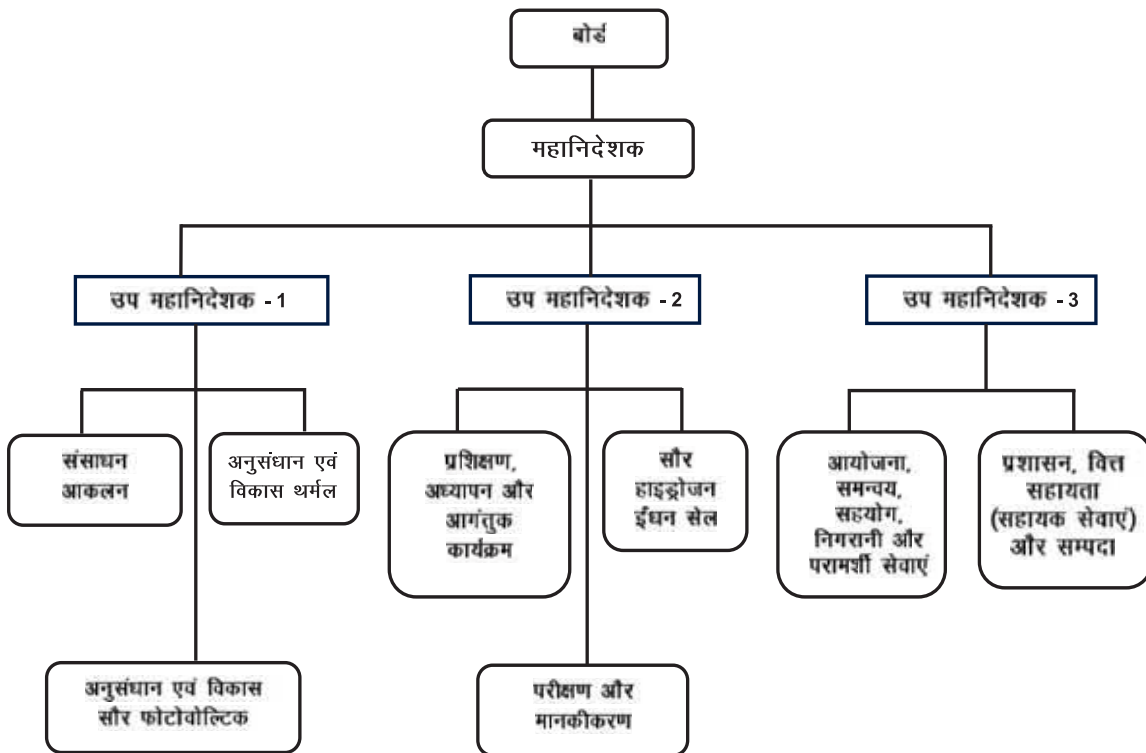 बोर्ड
महानिदेशक
उप महानिदेशक - 1
उप महानिदेशक - 2
उप महानिदेशक - 3
संसाधन
आकलन
अनुसंधान एवं
विकास थर्मल
प्रशिक्षण,
अध्यापन और
आगंतुक
कार्यक्रम
सौर
हाइड्रोजन
ईंधन सेल
आयोजना,
समन्वय,
सहयोग,
निगरानी और
परामर्शी सेवाएं
प्रशासन, वित्त
सहायता
(सहायक सेवाएं)
और सम्पदा
अनुसंधान एवं विकास
सौर फोटोवोल्टिक
परीक्षण और
मानकीकरण